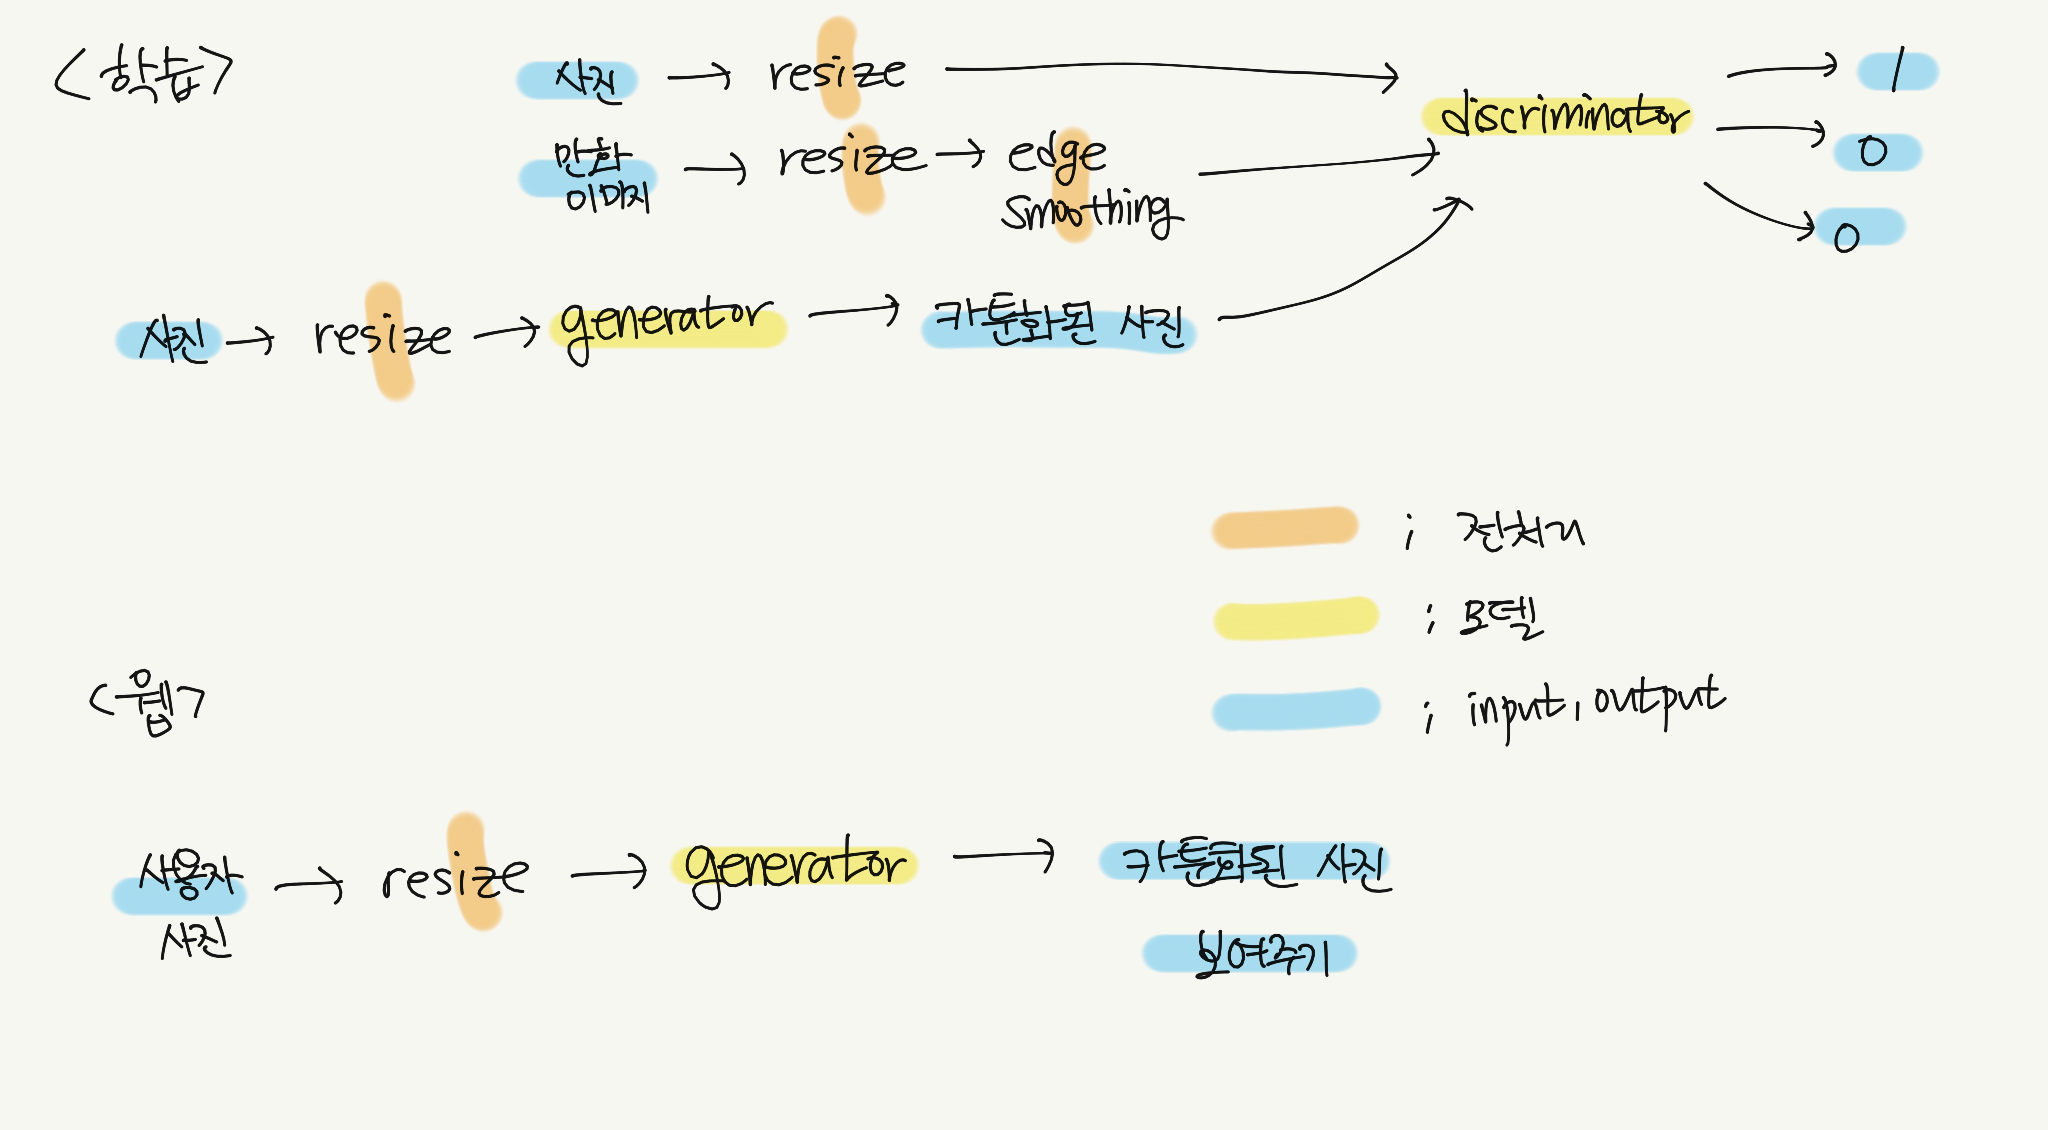 <학습>
사진 → resize → discriminator → 1
만화 이미지 → resize → edge smoothing → → 0
사진 → resize → generator → 카툰화된 사진 → → 0
; 전처리
; 모델
; input, output
<웹>
사용자 사진 → resize → generator → 카툰화된 사진
보여주기